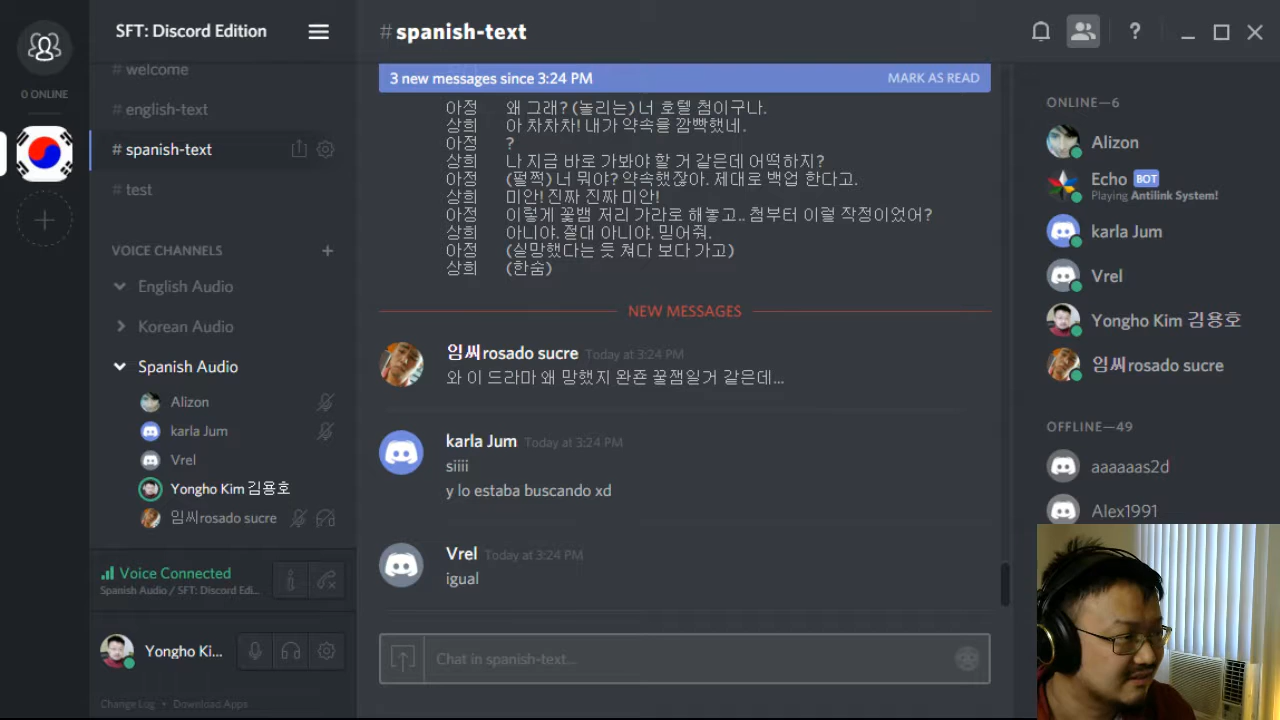 SFT: Discord Edition
0 ONLINE
# welcome
# english-text
# spanish-text
# test
VOICE CHANNELS
English Audio
Korean Audio
Spanish Audio
Alizon
karla Jum
Vrel
Yongho Kim 김용호
임씨rosado sucre
Voice Connected
Spanish Audio / SFT: Discord Edi...
Yongho Ki...
Change Log • Download Apps
# spanish-text
3 new messages since 3:24 PM MARK AS READ
아정 왜 그래? (놀리는) 너 호텔 첨이구나.
상희 아 차차차! 내가 약속을 깜빡했네.
아정 ?
상희 나 지금 바로 가봐야 할 거 같은데 어떡하지?
아정 (펄쩍) 너 뭐야? 약속했잖아. 제대로 백업 한다고.
상희 미안! 진짜 진짜 미안!
아정 이렇게 꽃뱀 저리 가라로 해놓고.. 첨부터 이럴 작정이었어?
상희 아니야. 절대 아니야. 믿어줘.
아정 (실망했다는 듯 쳐다 보다 가고)
상희 (한숨)
NEW MESSAGES
임씨rosado sucre Today at 3:24 PM
와 이 드라마 왜 망했지 완죤 꿀잼일거 같은데...
karla Jum Today at 3:24 PM
siiii
y lo estaba buscando xd
Vrel Today at 3:24 PM
igual
Chat in spanish-text...
ONLINE—6
Alizon
Echo BOT
Playing Antilink System!
karla Jum
Vrel
Yongho Kim 김용호
임씨rosado sucre
OFFLINE—49
aaaaaas2d
Alex1991